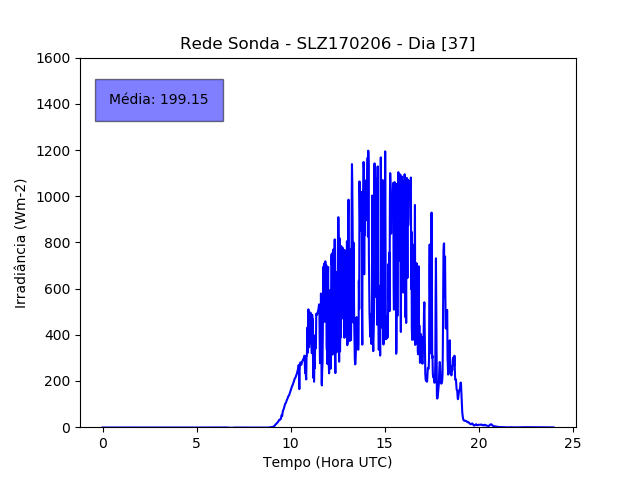 Rede Sonda - SLZ170206 - Dia [37]
1600
1400
1200
1000
800
600
400
200
0
Irradiância (Wm-2)
Média: 199.15
0 5 10 15 20 25
Tempo (Hora UTC)